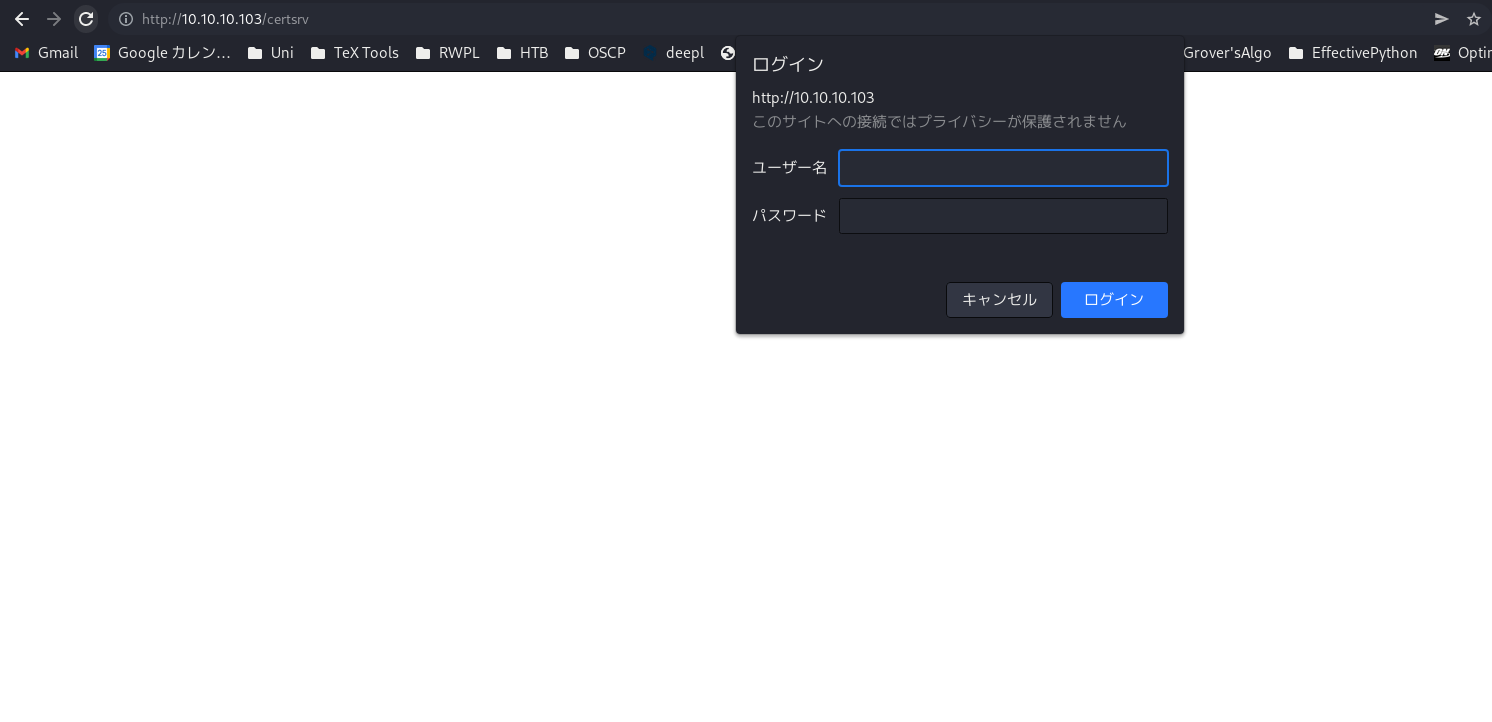 http://10.10.10.103/certsrv
Gmail 25 Google カレン… Uni TeX Tools RWPL HTB OSCP deepl Grover'sAlgo EffectivePython ON Optir
ログイン
http://10.10.10.103
このサイトへの接続ではプライバシーが保護されません
ユーザー名
パスワード
キャンセル ログイン